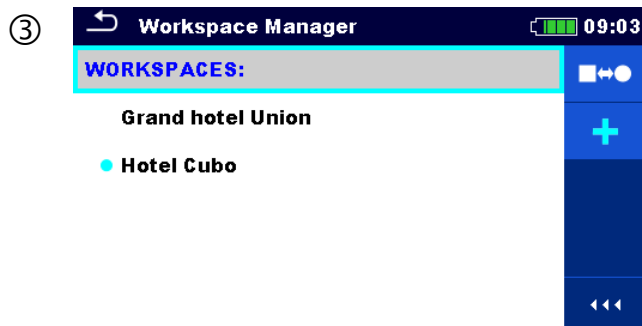 ③
Workspace Manager 09:03
WORKSPACES:
Grand hotel Union
Hotel Cubo